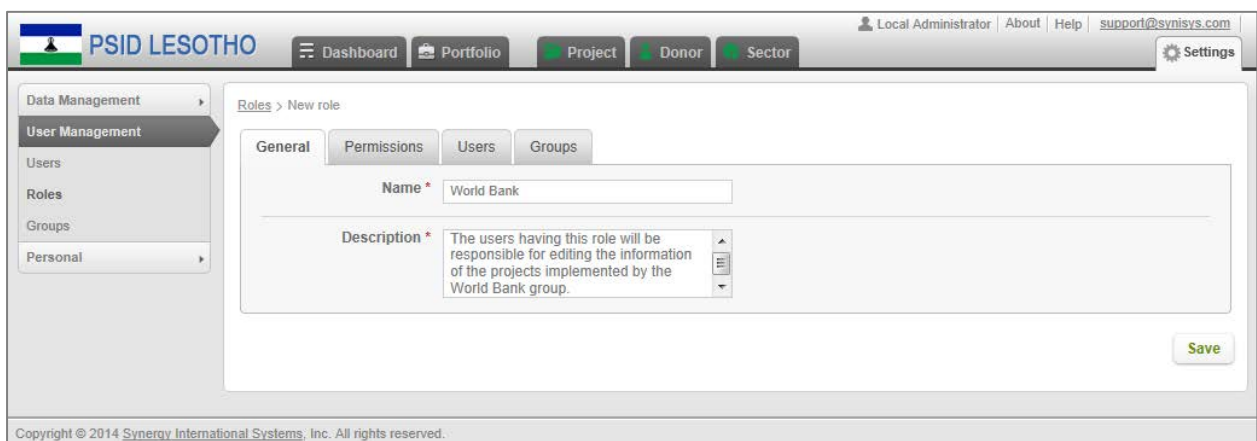 Local Administrator | About | Help | support@synisys.com |
PSID LESOTHO
Dashboard Portfolio Project Donor Sector Settings
Data Management
User Management
Users
Roles
Groups
Personal
Roles > New role
General Permissions Users Groups
Name * World Bank
Description * The users having this role will be
responsible for editing the information
of the projects implemented by the
World Bank group.
Save
Copyright © 2014 Synergy International Systems, Inc. All rights reserved.